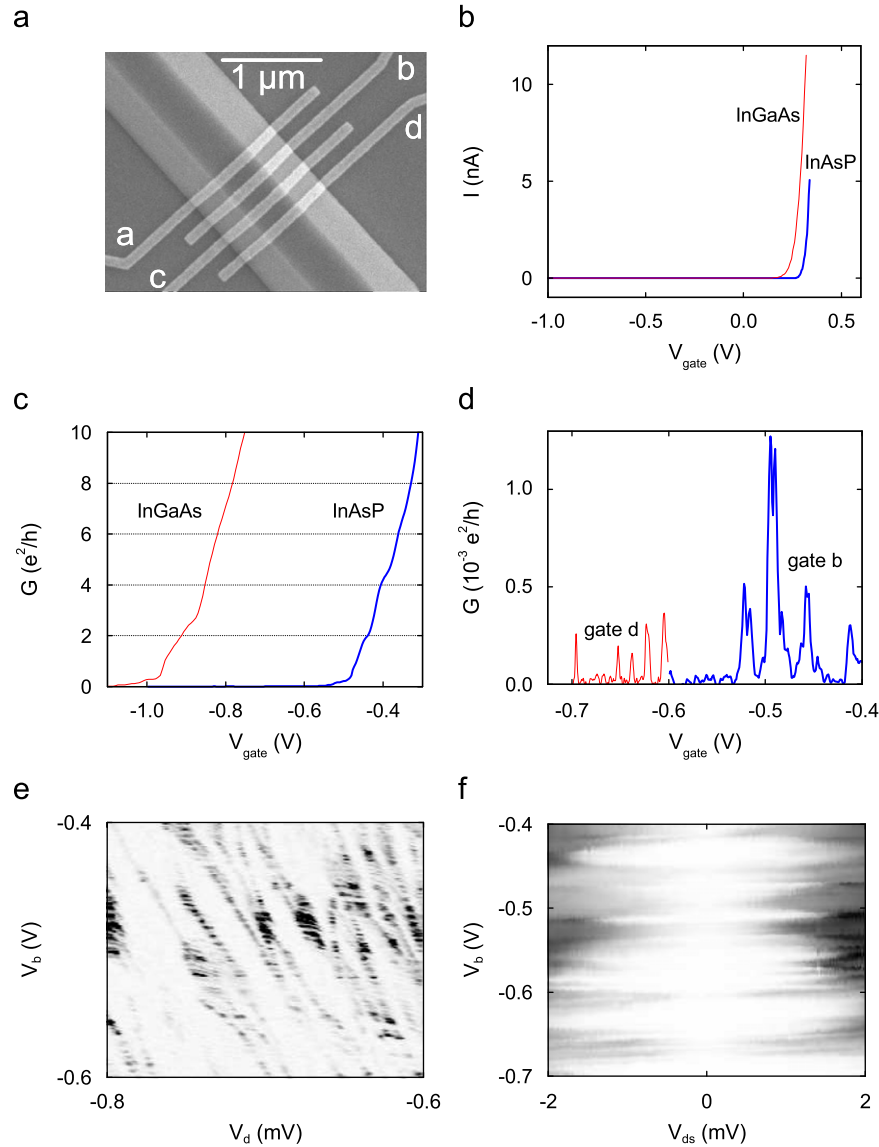 a
1 μm
b
d
a
c
b
10
5
0
I (nA)
InGaAs
InAsP
-1.0 -0.5 0.0 0.5
V_gate (V)
c
10
8
6
4
2
0
G (e²/h)
InGaAs InAsP
-1.0 -0.8 -0.6 -0.4
V_gate (V)
d
1.0
0.5
0.0
G (10⁻³ e²/h)
gate b
gate d
-0.7 -0.6 -0.5 -0.4
V_gate (V)
e
-0.4
V_b (V)
-0.6
-0.8 -0.6
V_d (mV)
f
-0.4
-0.5
-0.6
-0.7
V_b (V)
-2 0 2
V_ds (mV)